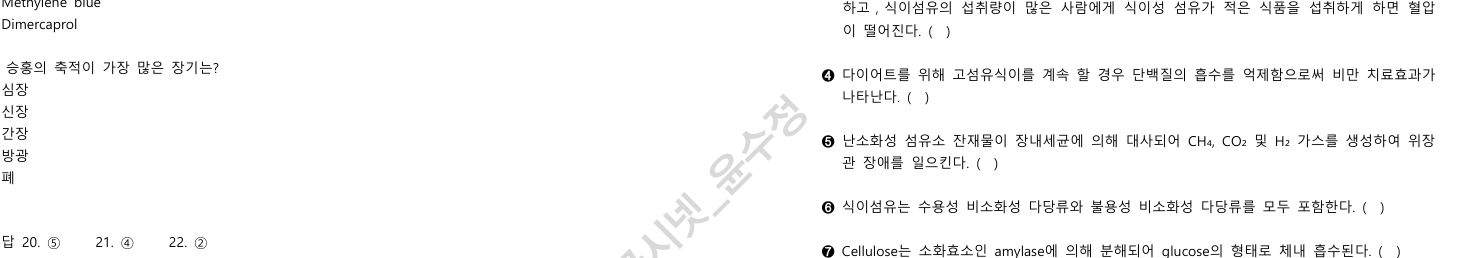 Methylene blue
Dimercaprol
승홍의 축적이 가장 많은 장기는?
심장
신장
간장
방광
폐
답 20. ⑤ 21. ④ 22. ②
하고 , 식이섬유의 섭취량이 많은 사람에게 식이성 섬유가 적은 식품을 섭취하게 하면 혈압
이 떨어진다. ( )
❹ 다이어트를 위해 고섬유식이를 계속 할 경우 단백질의 흡수를 억제함으로써 비만 치료효과가
나타난다. ( )
❺ 난소화성 섬유소 잔재물이 장내세균에 의해 대사되어 CH₄, CO₂ 및 H₂ 가스를 생성하여 위장
관 장애를 일으킨다. ( )
❻ 식이섬유는 수용성 비소화성 다당류와 불용성 비소화성 다당류를 모두 포함한다. ( )
❼ Cellulose는 소화효소인 amylase에 의해 분해되어 glucose의 형태로 체내 흡수된다. ( )
시넷_윤수정